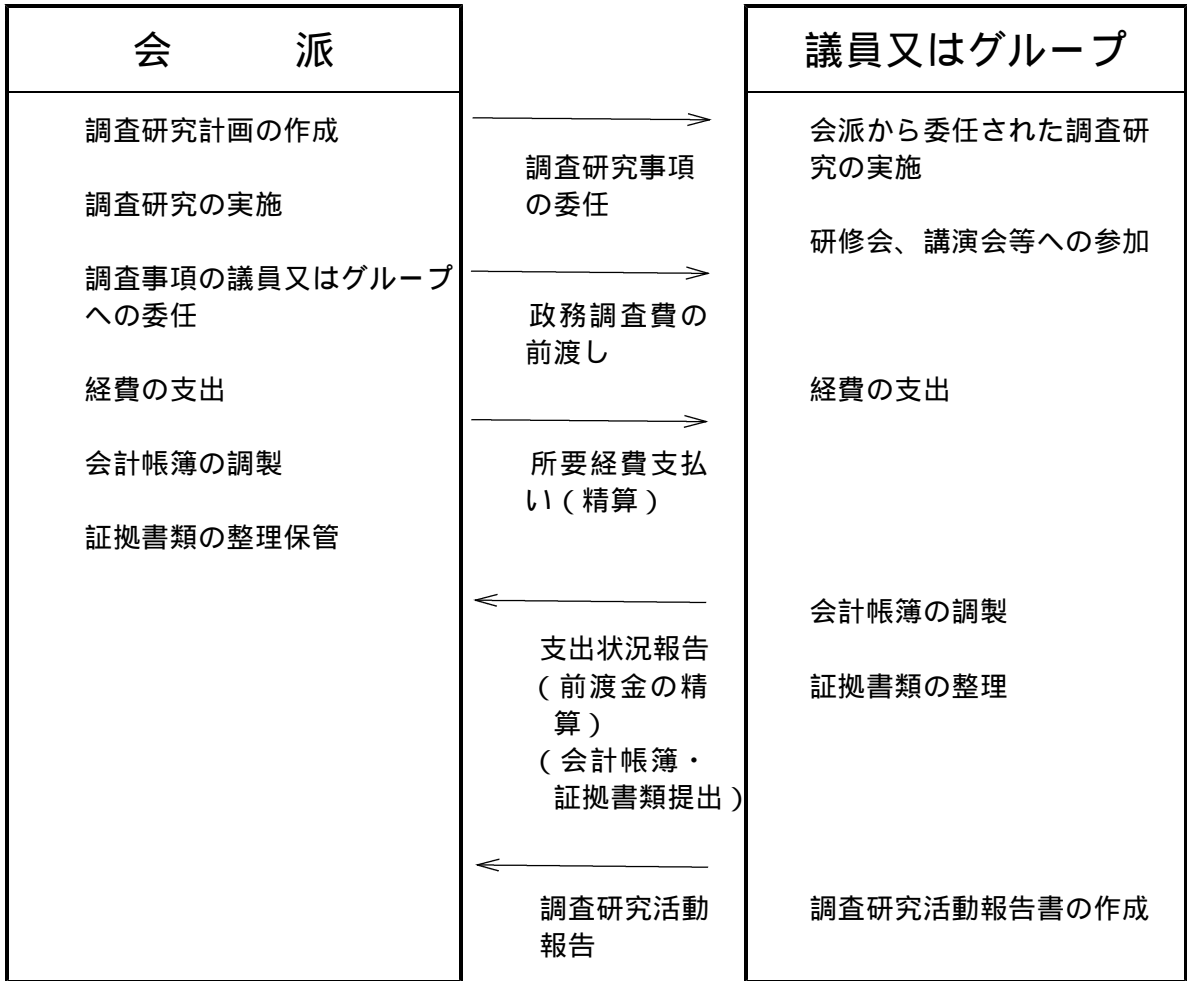 会　　派
調査研究計画の作成
調査研究の実施
調査事項の議員又はグループ
への委任
経費の支出
会計帳簿の調製
証拠書類の整理保管
調査研究事項
の委任
政務調査費の
前渡し
所要経費支払
い（精算）
支出状況報告
（前渡金の精
算）
（会計帳簿・
証拠書類提出）
調査研究活動
報告
議員又はグループ
会派から委任された調査研
究の実施
研修会、講演会等への参加
経費の支出
会計帳簿の調製
証拠書類の整理
調査研究活動報告書の作成